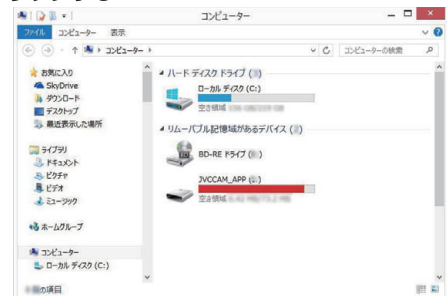 コンピューター
ファイル コンピューター 表示
コンピューター
コンピューターの検索
お気に入り
SkyDrive
ダウンロード
デスクトップ
最近表示した場所
ライブラリ
ドキュメント
ピクチャ
ビデオ
ミュージック
ホームグループ
コンピューター
ローカル ディスク (C:)
ハード ディスク ドライブ
ローカル ディスク (C:)
空き領域
リムーバブル記憶域があるデバイス
BD-RE ドライブ
JVCCAM_APP
空き領域
の項目